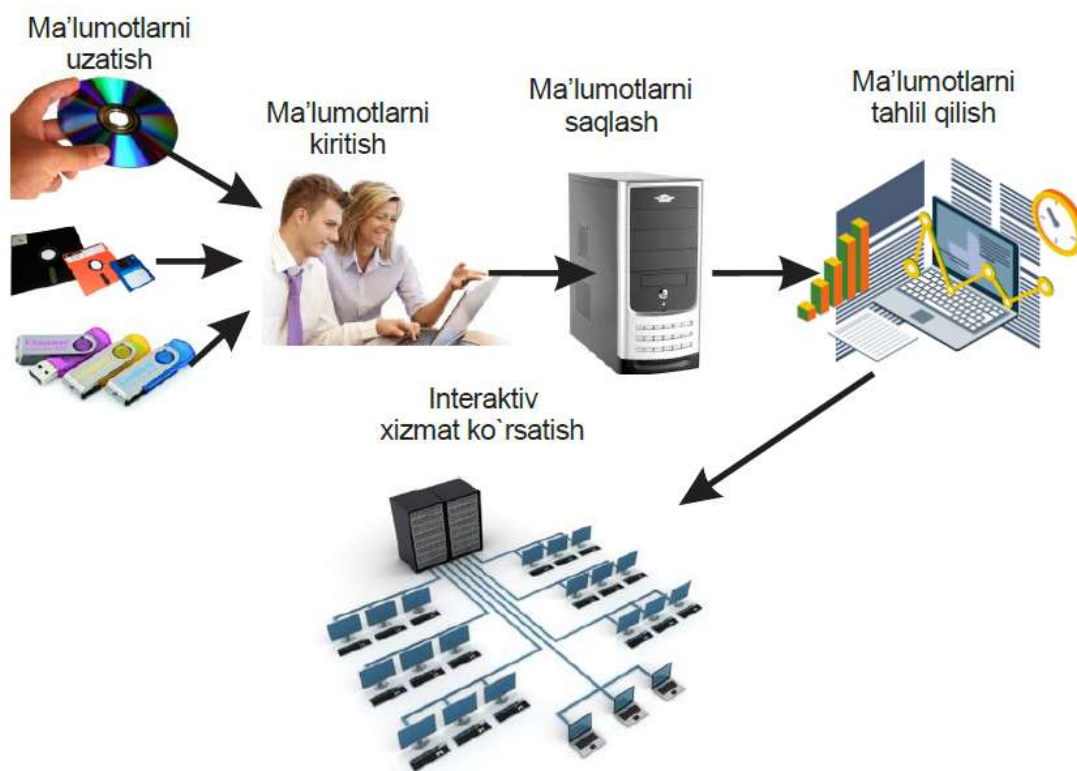 Ma’lumotlarni
uzatish
Ma’lumotlarni
kiritish
Ma’lumotlarni
saqlash
Ma’lumotlarni
tahlil qilish
Interaktiv
xizmat ko`rsatish